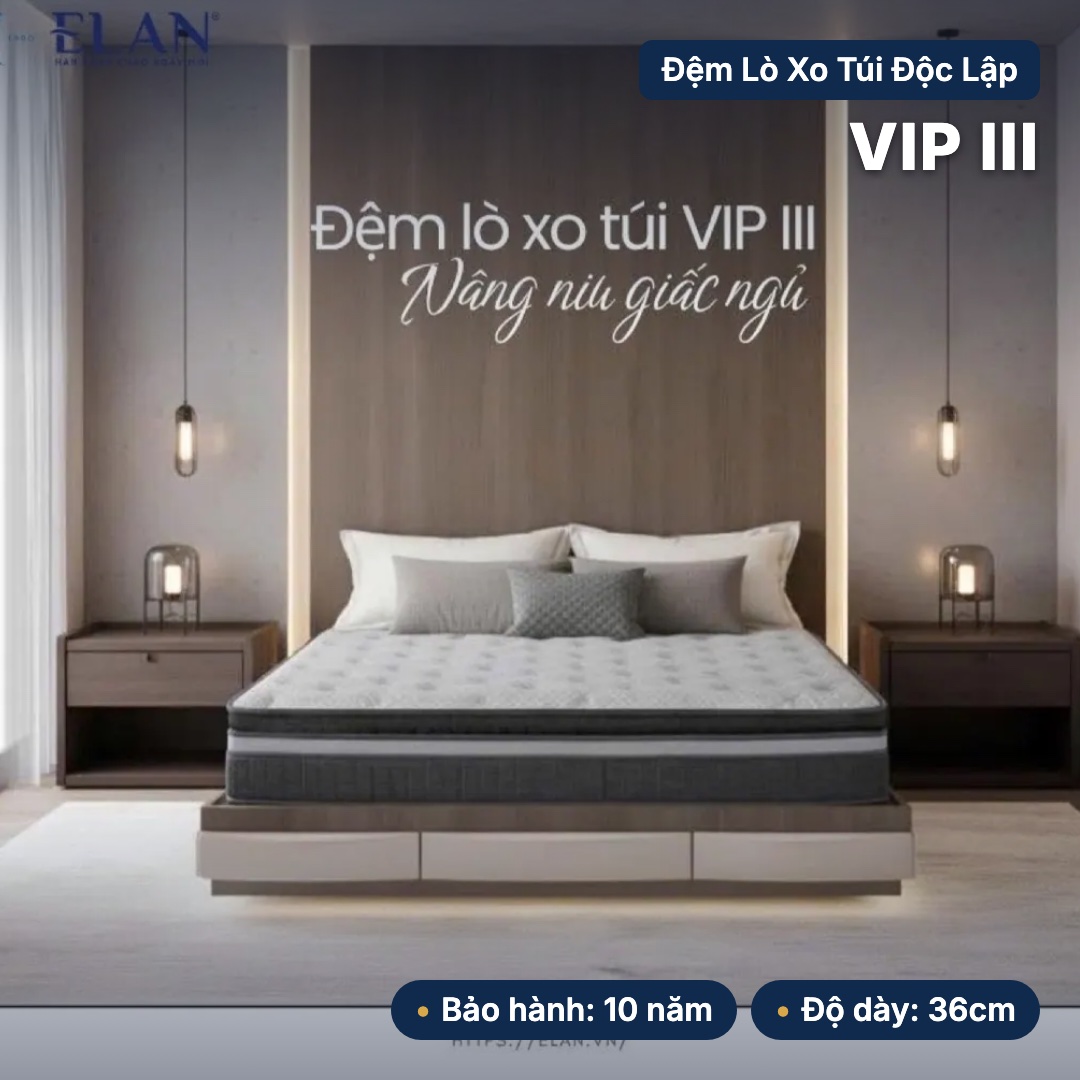 ELAN®
Đệm Lò Xo Túi Độc Lập
VIP III
Đệm lò xo túi VIP III
Nâng niu giấc ngủ
Bảo hành: 10 năm
Độ dày: 36cm
HTTPS://ELAN.VN/